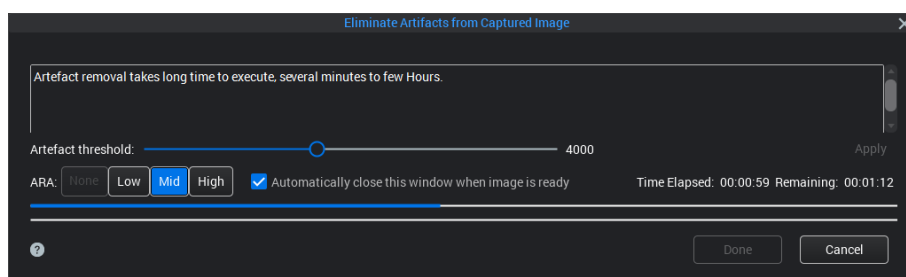 Eliminate Artifacts from Captured Image
Artefact removal takes long time to execute, several minutes to few Hours.
Artefact threshold: 4000 Apply
ARA: None Low Mid High Automatically close this window when image is ready Time Elapsed: 00:00:59 Remaining: 00:01:12
? Done Cancel